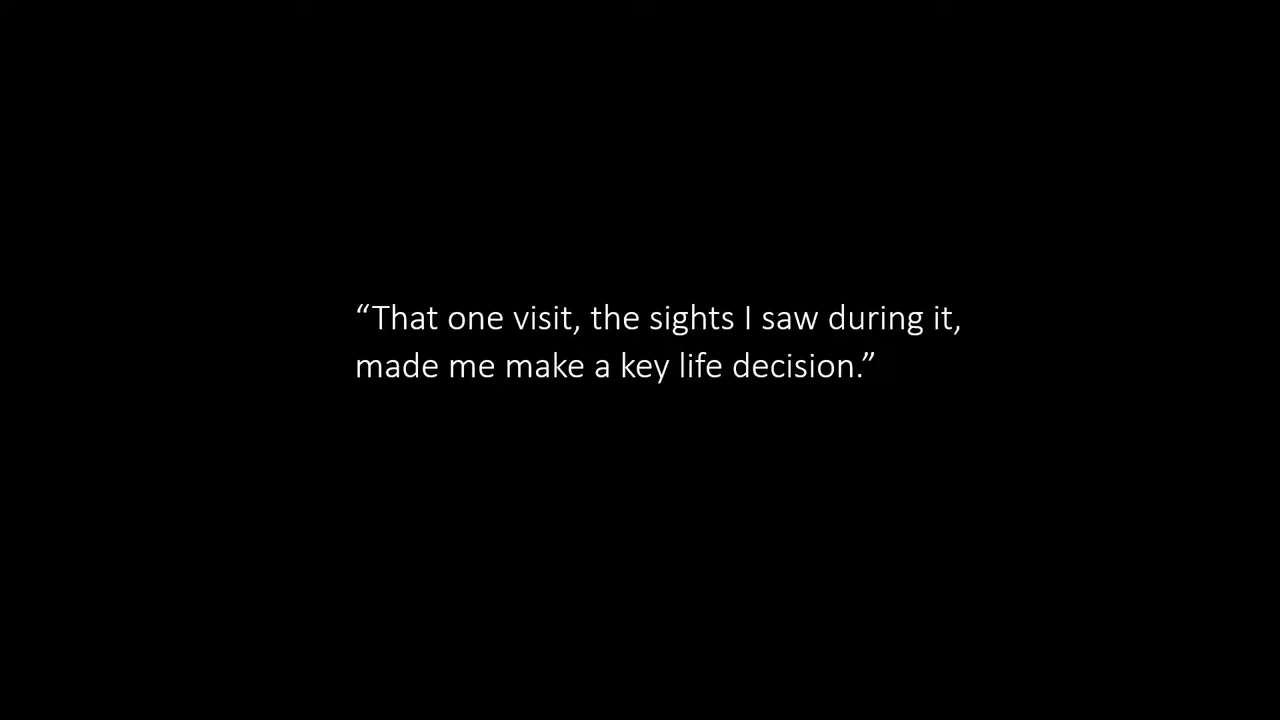 “That one visit, the sights I saw during it,
made me make a key life decision.”